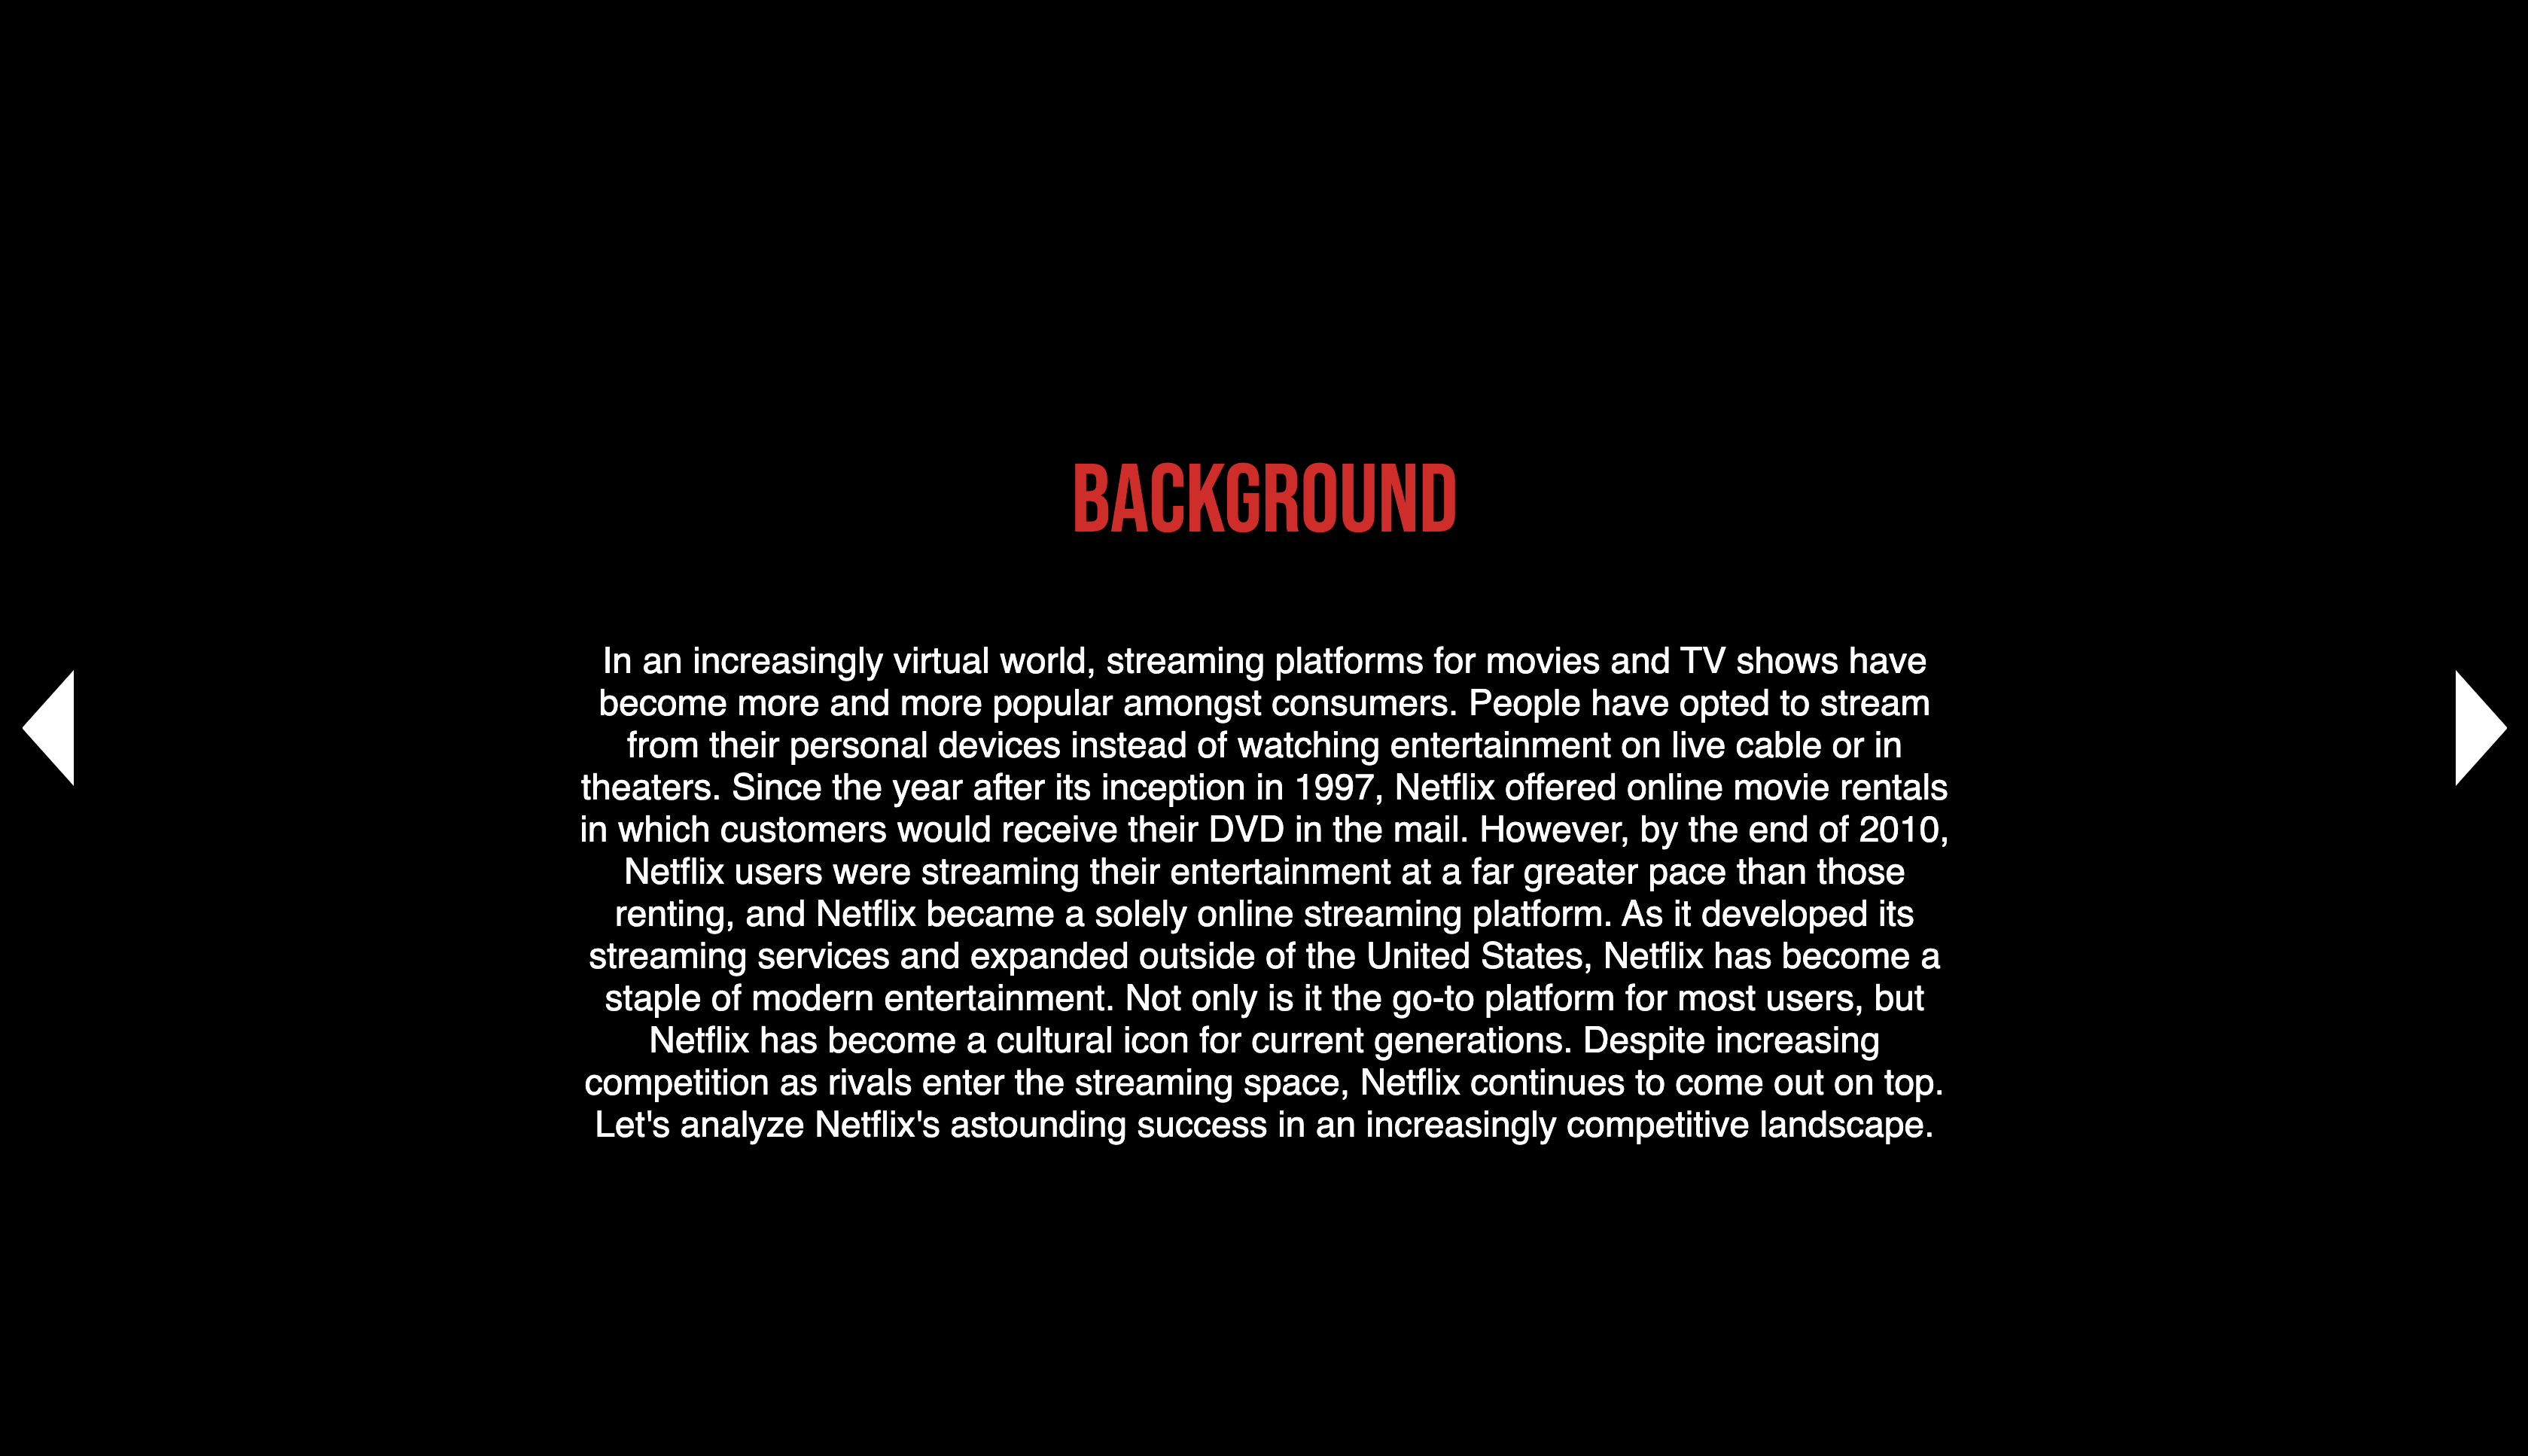 BACKGROUND
In an increasingly virtual world, streaming platforms for movies and TV shows have
become more and more popular amongst consumers. People have opted to stream
from their personal devices instead of watching entertainment on live cable or in
theaters. Since the year after its inception in 1997, Netflix offered online movie rentals
in which customers would receive their DVD in the mail. However, by the end of 2010,
Netflix users were streaming their entertainment at a far greater pace than those
renting, and Netflix became a solely online streaming platform. As it developed its
streaming services and expanded outside of the United States, Netflix has become a
staple of modern entertainment. Not only is it the go-to platform for most users, but
Netflix has become a cultural icon for current generations. Despite increasing
competition as rivals enter the streaming space, Netflix continues to come out on top.
Let's analyze Netflix's astounding success in an increasingly competitive landscape.